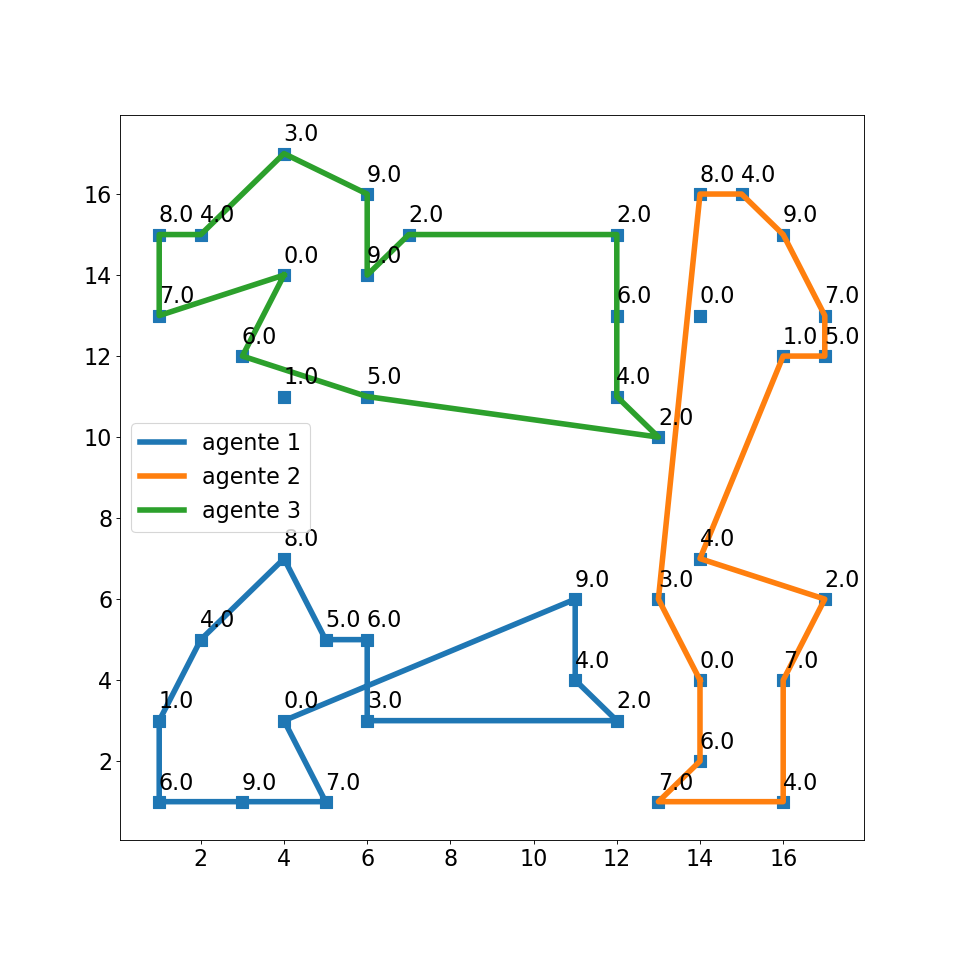 3.0
16 9.0 8.0 4.0
8.0 4.0 2.0 2.0 9.0
14 0.0 9.0
7.0 6.0 0.0 7.0
12 6.0 1.0 5.0
1.0 5.0 4.0
10 2.0
agente 1
agente 2
agente 3
8 8.0 4.0
6 9.0 3.0 2.0
4.0 5.0 6.0
4 4.0 0.0 7.0
1.0 0.0 3.0 2.0
2 6.0
6.0 9.0 7.0 7.0 4.0
2 4 6 8 10 12 14 16